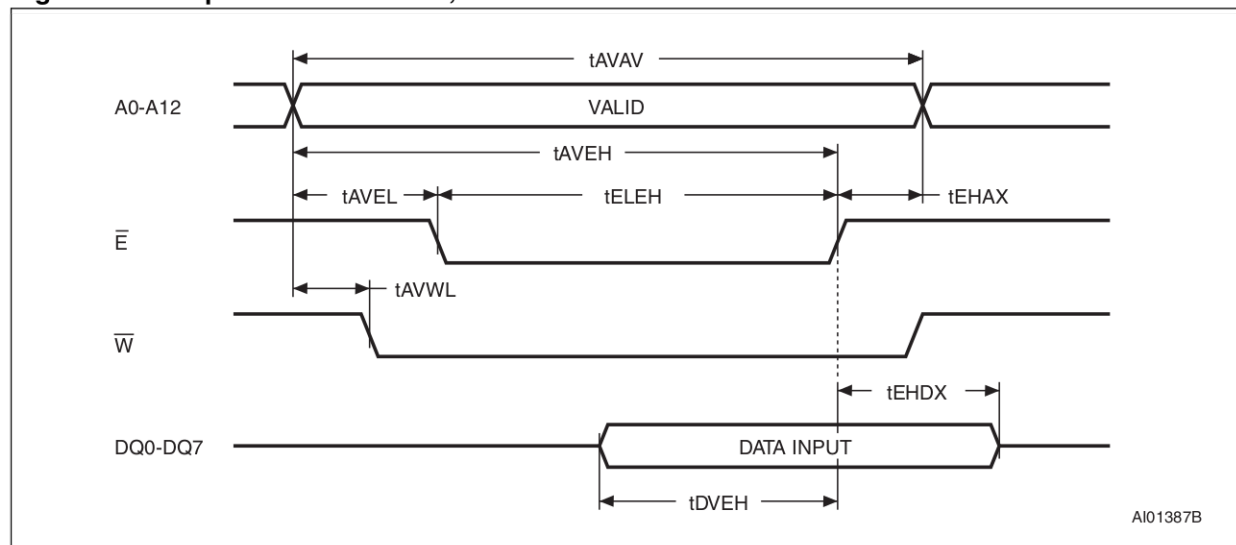 tAVAV
A0-A12
VALID
tAVEH
tAVEL
tELEH
tEHAX
E̅
tAVWL
W̅
tEHDX
DQ0-DQ7
DATA INPUT
tDVEH
AI01387B